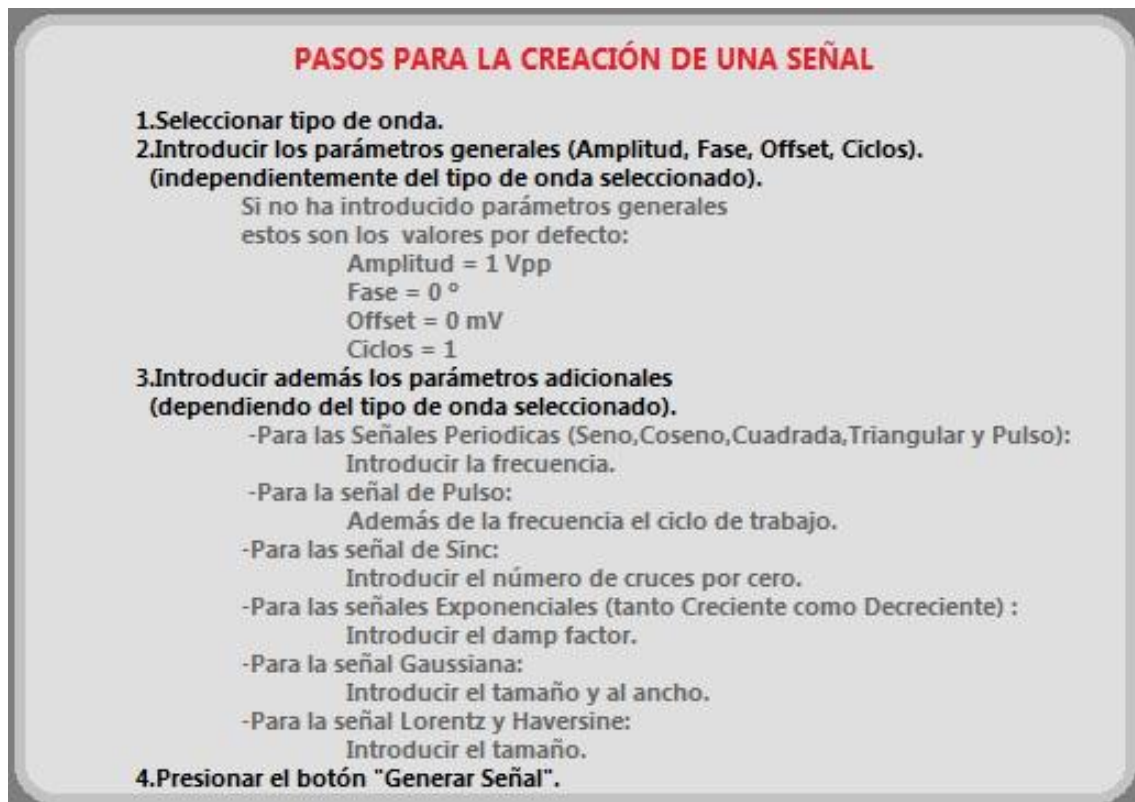 PASOS PARA LA CREACIÓN DE UNA SEÑAL
1.Seleccionar tipo de onda.
2.Introducir los parámetros generales (Amplitud, Fase, Offset, Ciclos).
(independientemente del tipo de onda seleccionado).
Si no ha introducido parámetros generales
estos son los valores por defecto:
Amplitud = 1 Vpp
Fase = 0 º
Offset = 0 mV
Ciclos = 1
3.Introducir además los parámetros adicionales
(dependiendo del tipo de onda seleccionado).
-Para las Señales Periodicas (Seno,Coseno,Cuadrada,Triangular y Pulso):
Introducir la frecuencia.
-Para la señal de Pulso:
Además de la frecuencia el ciclo de trabajo.
-Para las señal de Sinc:
Introducir el número de cruces por cero.
-Para las señales Exponenciales (tanto Creciente como Decreciente) :
Introducir el damp factor.
-Para la señal Gaussiana:
Introducir el tamaño y al ancho.
-Para la señal Lorentz y Haversine:
Introducir el tamaño.
4.Presionar el botón "Generar Señal".